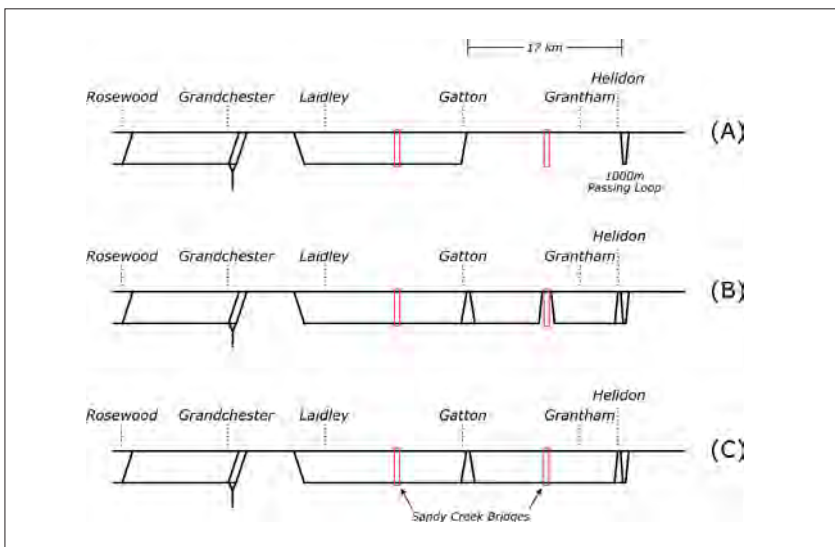 17 km
Helidon
Rosewood Grandchester Laidley Gatton Grantham
(A)
1000m
Passing Loop
Helidon
Rosewood Grandchester Laidley Gatton Grantham
(B)
Helidon
Rosewood Grandchester Laidley Gatton Grantham
(C)
Sandy Creek Bridges